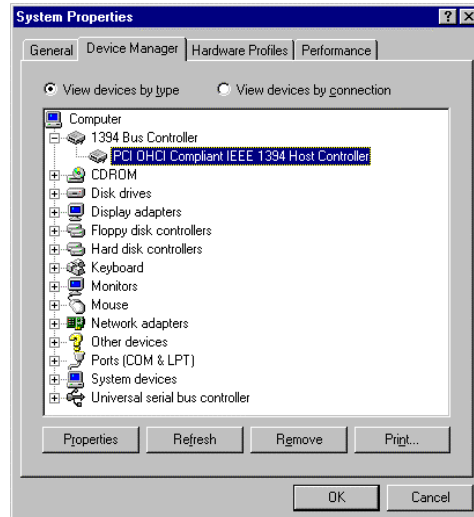 System Properties
General Device Manager Hardware Profiles Performance
View devices by type View devices by connection
Computer
1394 Bus Controller
PCI OHCI Compliant IEEE 1394 Host Controller
CDROM
Disk drives
Display adapters
Floppy disk controllers
Hard disk controllers
Keyboard
Monitors
Mouse
Network adapters
Other devices
Ports (COM & LPT)
System devices
Universal serial bus controller
Properties Refresh Remove Print...
OK Cancel